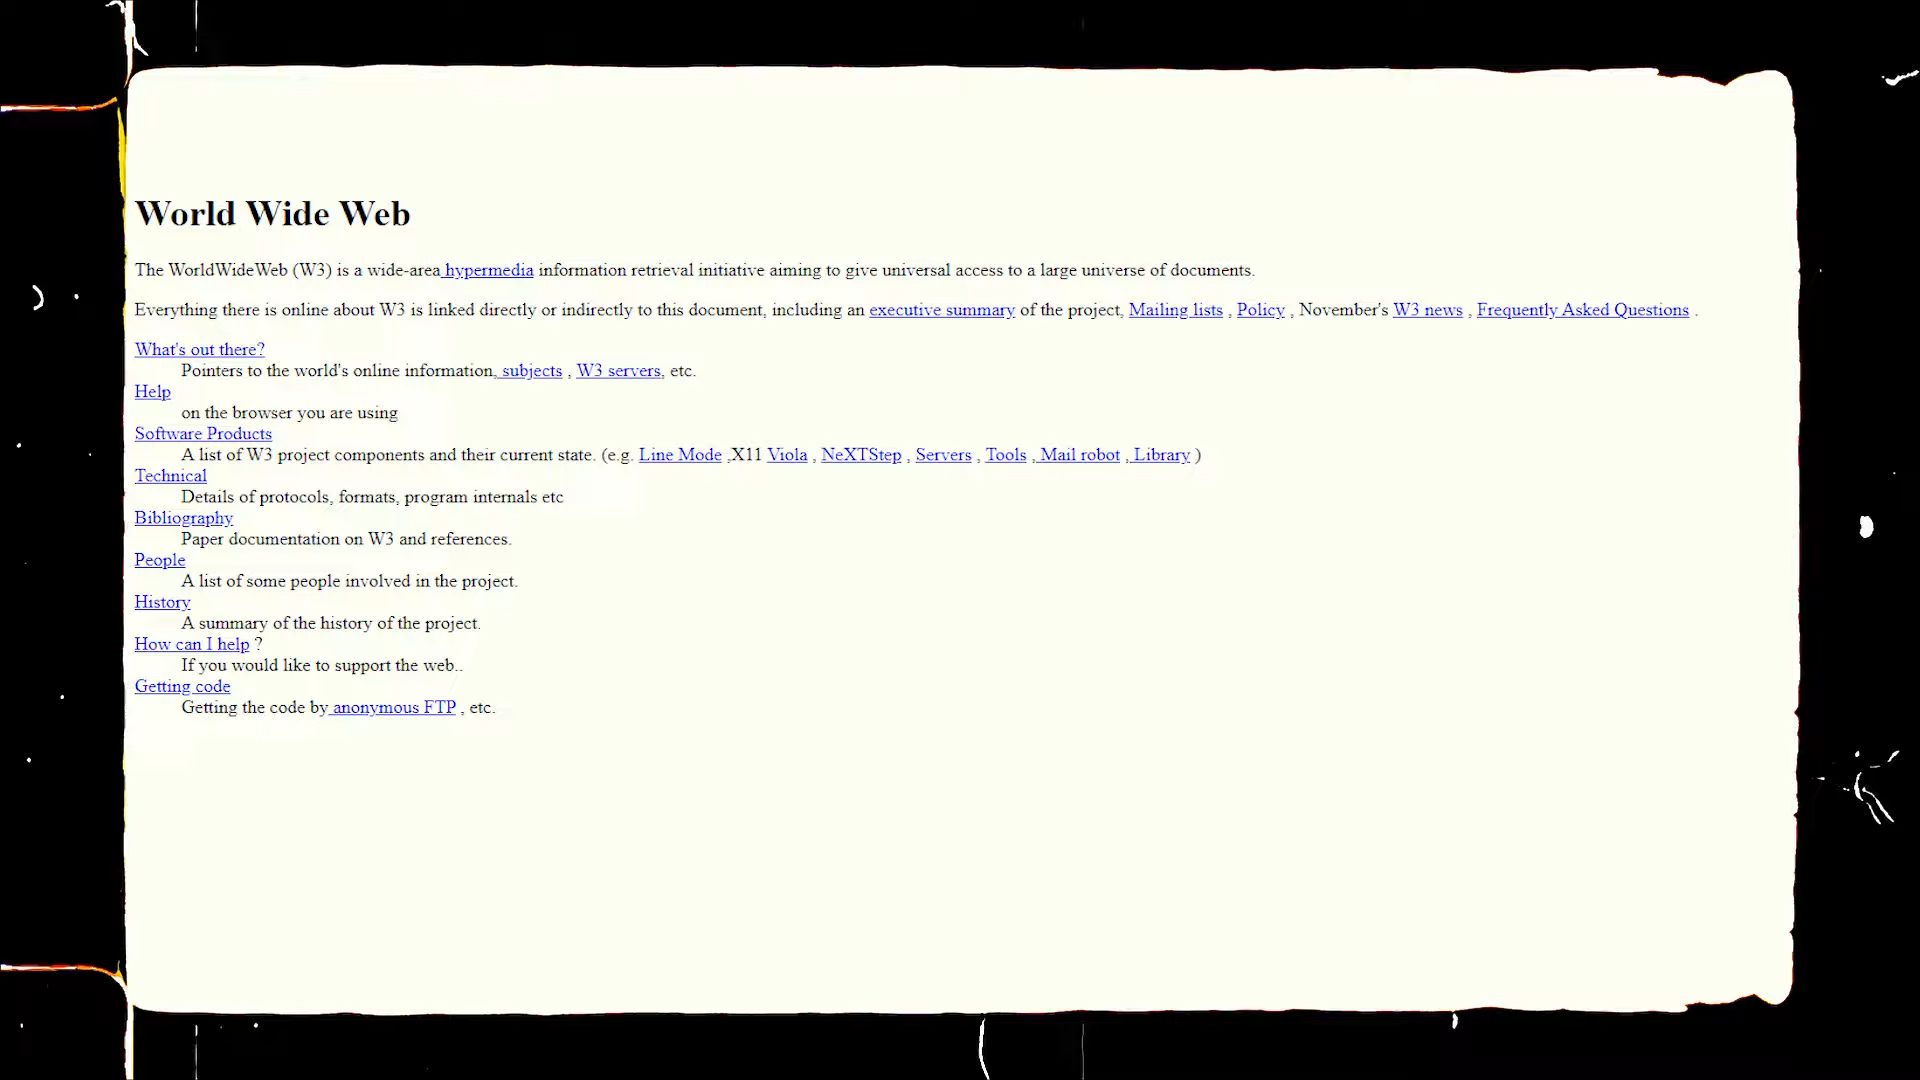 World Wide Web
The WorldWideWeb (W3) is a wide-area hypermedia information retrieval initiative aiming to give universal access to a large universe of documents.
Everything there is online about W3 is linked directly or indirectly to this document, including an executive summary of the project, Mailing lists , Policy , November's W3 news , Frequently Asked Questions .
What's out there?
Pointers to the world's online information, subjects , W3 servers, etc.
Help
on the browser you are using
Software Products
A list of W3 project components and their current state. (e.g. Line Mode ,X11 Viola , NeXTStep , Servers , Tools , Mail robot , Library )
Technical
Details of protocols, formats, program internals etc
Bibliography
Paper documentation on W3 and references.
People
A list of some people involved in the project.
History
A summary of the history of the project.
How can I help ?
If you would like to support the web..
Getting code
Getting the code by anonymous FTP , etc.